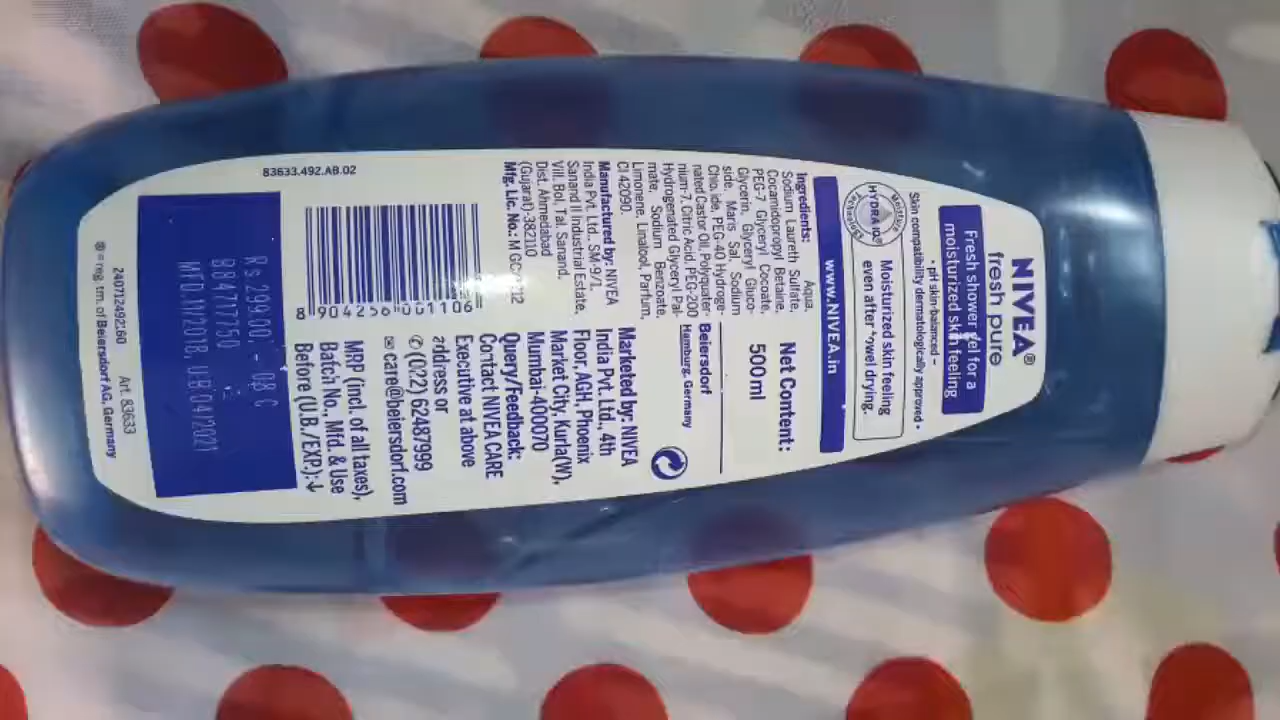 NIVEA®
fresh pure
Fresh shower gel for a
moisturized skin feeling
• pH skin-balanced –
Skin compatibility dermatologically approved •
Moisture
HYDRA IQ®
Technology
Moisturized skin feeling
even after towel drying.
www.NIVEA.in
Ingredients: Aqua,
Sodium Laureth Sulfate,
Cocamidopropyl Betaine,
PEG-7 Glyceryl Cocoate,
Glycerin, Glyceryl Gluco-
side, Maris Sal, Sodium
Chloride, PEG-40 Hydroge-
nated Castor Oil, Polyquater-
nium-7, Citric Acid, PEG-200
Hydrogenated Glyceryl Pal-
mate, Sodium Benzoate,
Limonene, Linalool, Parfum,
CI 42090.
Manufactured by: NIVEA
India Pvt. Ltd., SM-9/1,
Sanand II Industrial Estate,
Vill. Bol, Tal. Sanand,
Dist. Ahmedabad
(Gujarat)-382110
Mfg. Lic. No.:
Net Content:
500 ml
Beiersdorf
Hamburg, Germany
Marketed by: NIVEA
India Pvt. Ltd., 4th
Floor, AGH, Phoenix
Market City, Kurla(W),
Mumbai-400070
Query/Feedback:
Contact NIVEA CARE
Executive at above
address or
✆ (022) 62487999
✉ care@beiersdorf.com
83633.492.AB.02
8 904256 001106
MRP (incl. of all taxes),
Batch No., Mfd. & Use
Before (U.B./EXP.):↓
Rs 299.00/- 08 C
88471775
MFD.11/2018. U.B 04/2021
240712492160 Art. 83633
® = reg. tm. of Beiersdorf AG, Germany